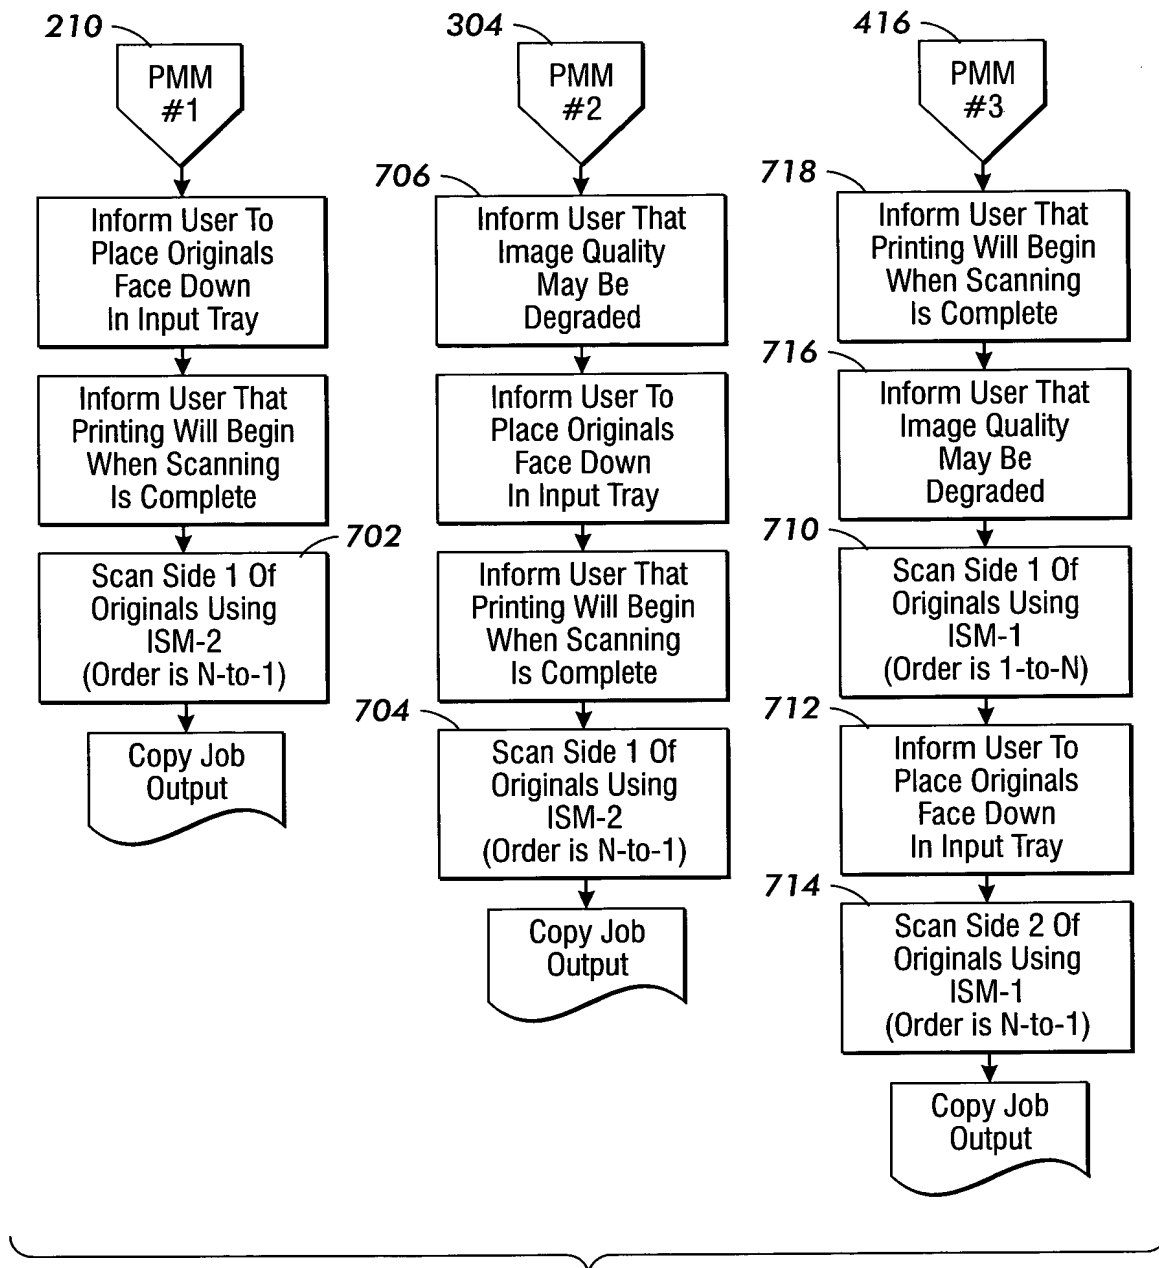 210
PMM
#1
Inform User To
Place Originals
Face Down
In Input Tray
Inform User That
Printing Will Begin
When Scanning
Is Complete
702
Scan Side 1 Of
Originals Using
ISM-2
(Order is N-to-1)
Copy Job
Output
304
PMM
#2
706
Inform User That
Image Quality
May Be
Degraded
Inform User To
Place Originals
Face Down
In Input Tray
Inform User That
Printing Will Begin
When Scanning
Is Complete
704
Scan Side 1 Of
Originals Using
ISM-2
(Order is N-to-1)
Copy Job
Output
416
PMM
#3
718
Inform User That
Printing Will Begin
When Scanning
Is Complete
716
Inform User That
Image Quality
May Be
Degraded
710
Scan Side 1 Of
Originals Using
ISM-1
(Order is 1-to-N)
712
Inform User To
Place Originals
Face Down
In Input Tray
714
Scan Side 2 Of
Originals Using
ISM-1
(Order is N-to-1)
Copy Job
Output